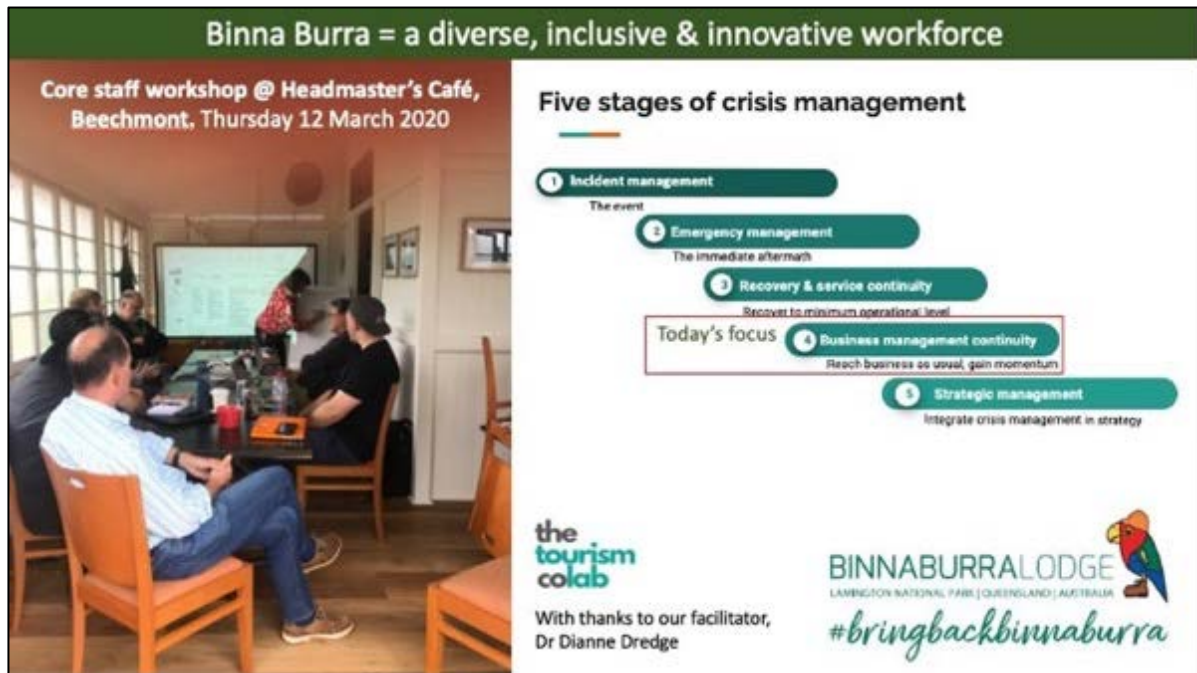 Binna Burra = a diverse, inclusive & innovative workforce
Core staff workshop @ Headmaster's Café,
Beechmont. Thursday 12 March 2020
Five stages of crisis management
1 Incident management
The event
2 Emergency management
The immediate aftermath
3 Recovery & service continuity
Recover to minimum operational level
Today's focus
4 Business management continuity
Reach business as usual, gain momentum
5 Strategic management
Integrate crisis management in strategy
the
tourism
colab
With thanks to our facilitator,
Dr Dianne Dredge
BINNABURRALODGE
LAMINGTON NATIONAL PARK | QUEENSLAND | AUSTRALIA
#bringbackbinnaburra